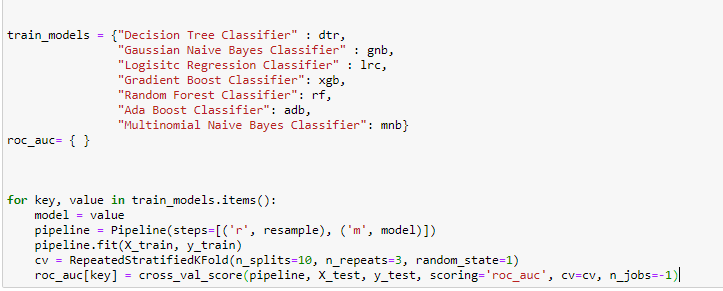 train_models = {"Decision Tree Classifier" : dtr,
"Gaussian Naive Bayes Classifier" : gnb,
"Logisitc Regression Classifier" : lrc,
"Gradient Boost Classifier": xgb,
"Random Forest Classifier": rf,
"Ada Boost Classifier": adb,
"Multinomial Naive Bayes Classifier": mnb}
roc_auc= { }
for key, value in train_models.items():
model = value
pipeline = Pipeline(steps=[('r', resample), ('m', model)])
pipeline.fit(X_train, y_train)
cv = RepeatedStratifiedKFold(n_splits=10, n_repeats=3, random_state=1)
roc_auc[key] = cross_val_score(pipeline, X_test, y_test, scoring='roc_auc', cv=cv, n_jobs=-1)